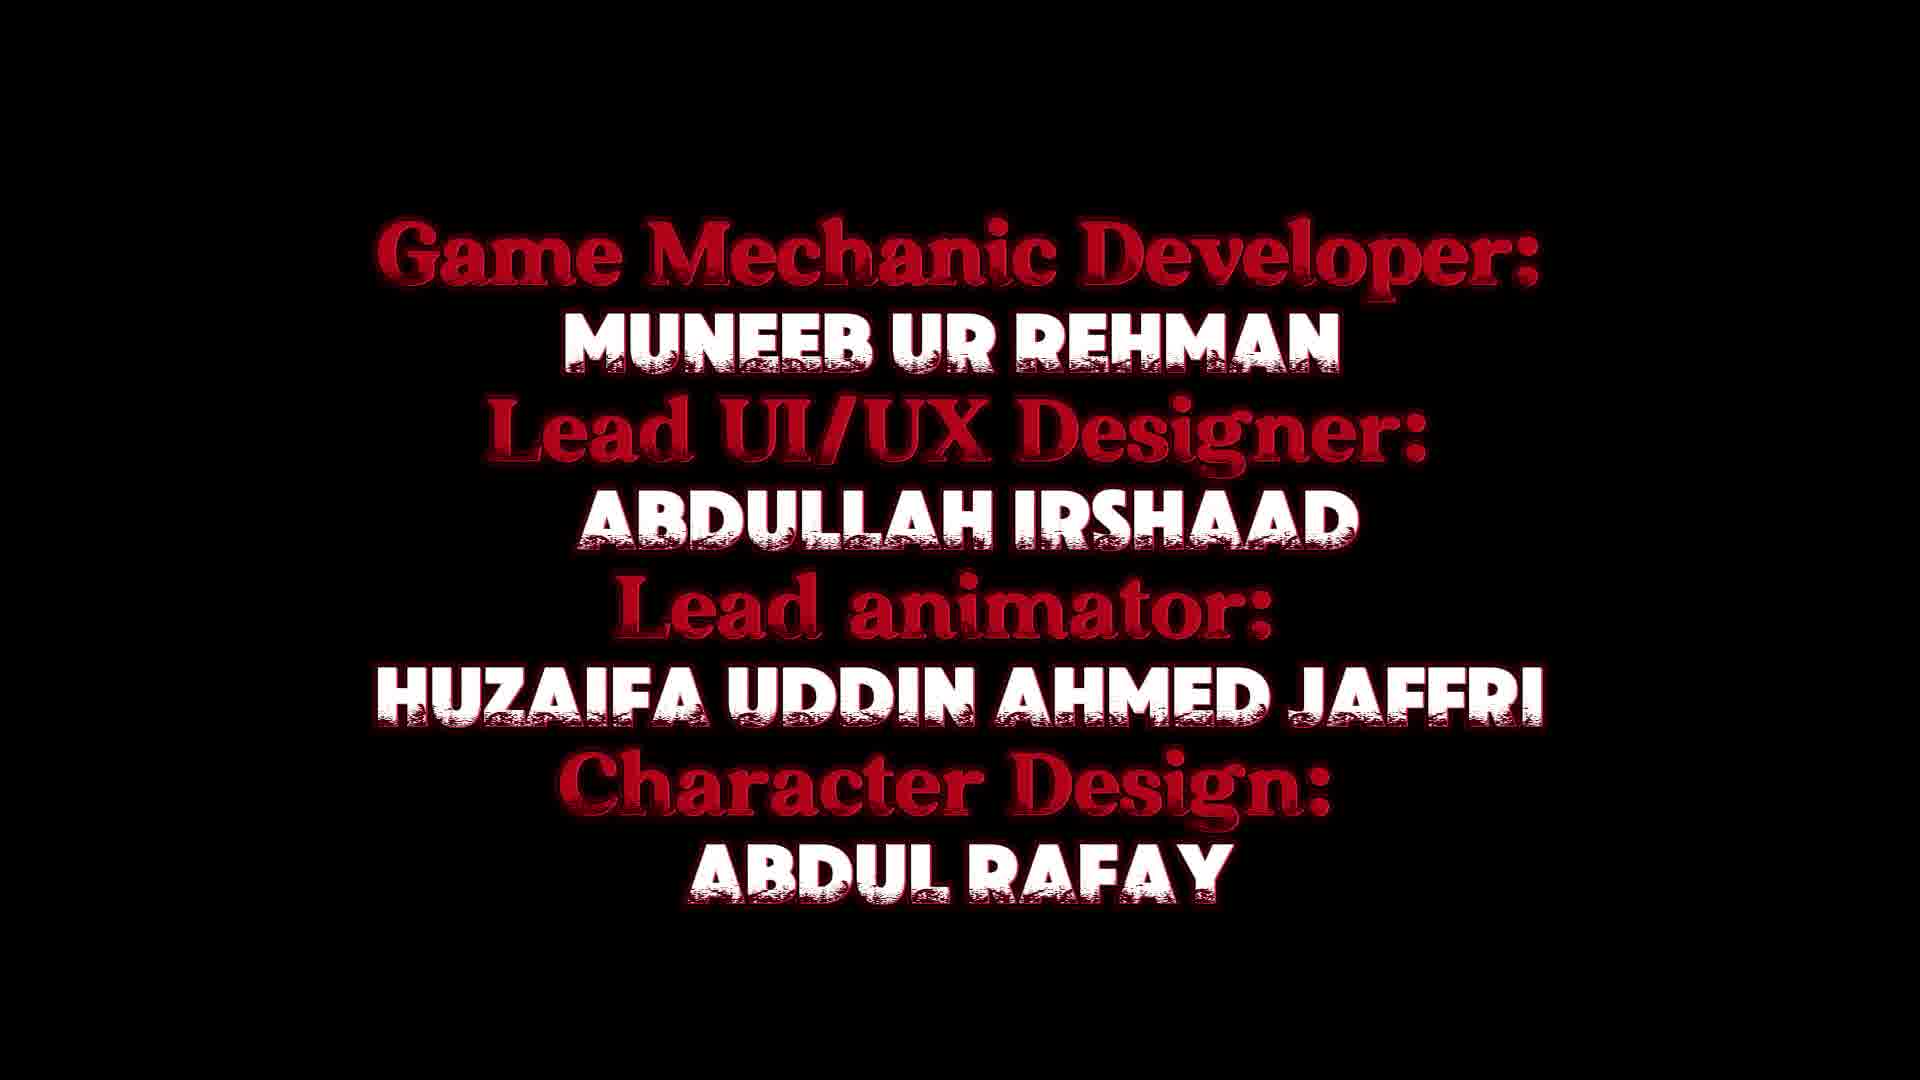 Game Mechanic Developer:
MUNEEB UR REHMAN
Lead UI/UX Designer:
ABDULLAH IRSHAAD
Lead animator:
HUZAIFA UDDIN AHMED JAFFRI
Character Design:
ABDUL RAFAY